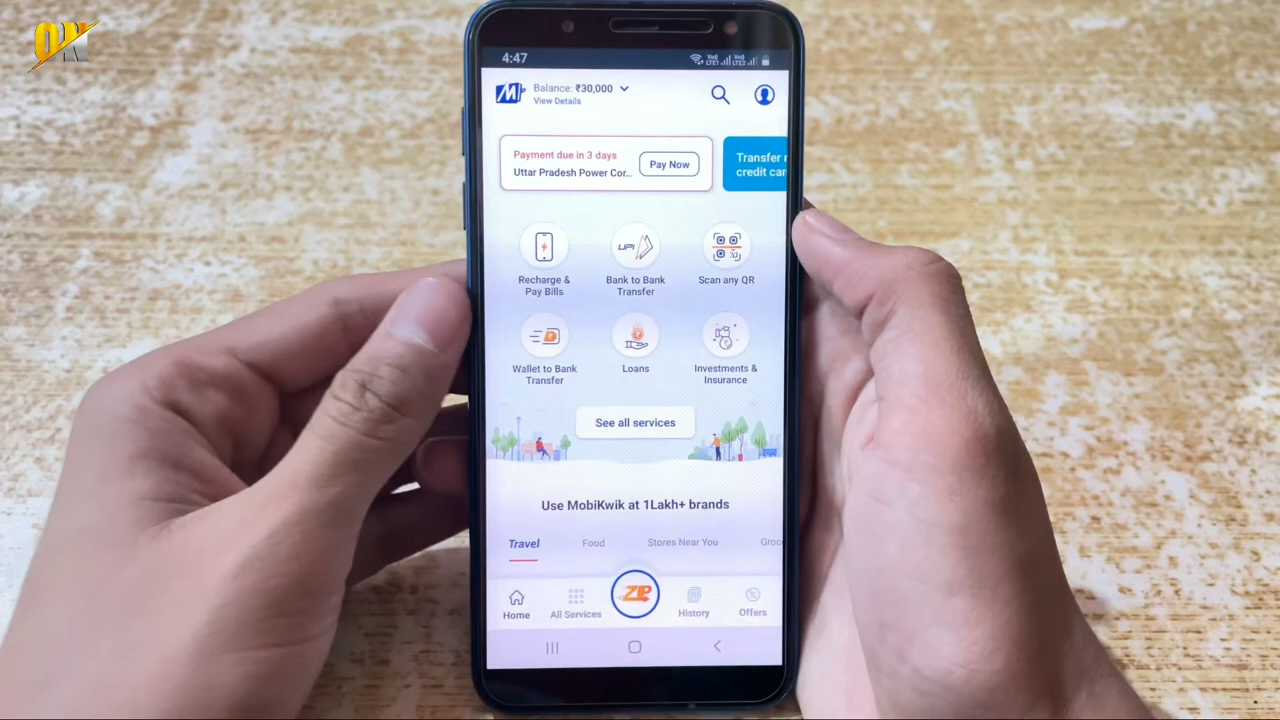 ON
4:47
Balance: ₹30,000
View Details
Payment due in 3 days
Uttar Pradesh Power Cor...
Pay Now
Transfer
credit car
Recharge &
Pay Bills
UPI
Bank to Bank
Transfer
Scan any QR
Wallet to Bank
Transfer
Loans
Investments &
Insurance
See all services
Use MobiKwik at 1Lakh+ brands
Travel
Food
Stores Near You
Groc
Home
All Services
ZIP
History
Offers